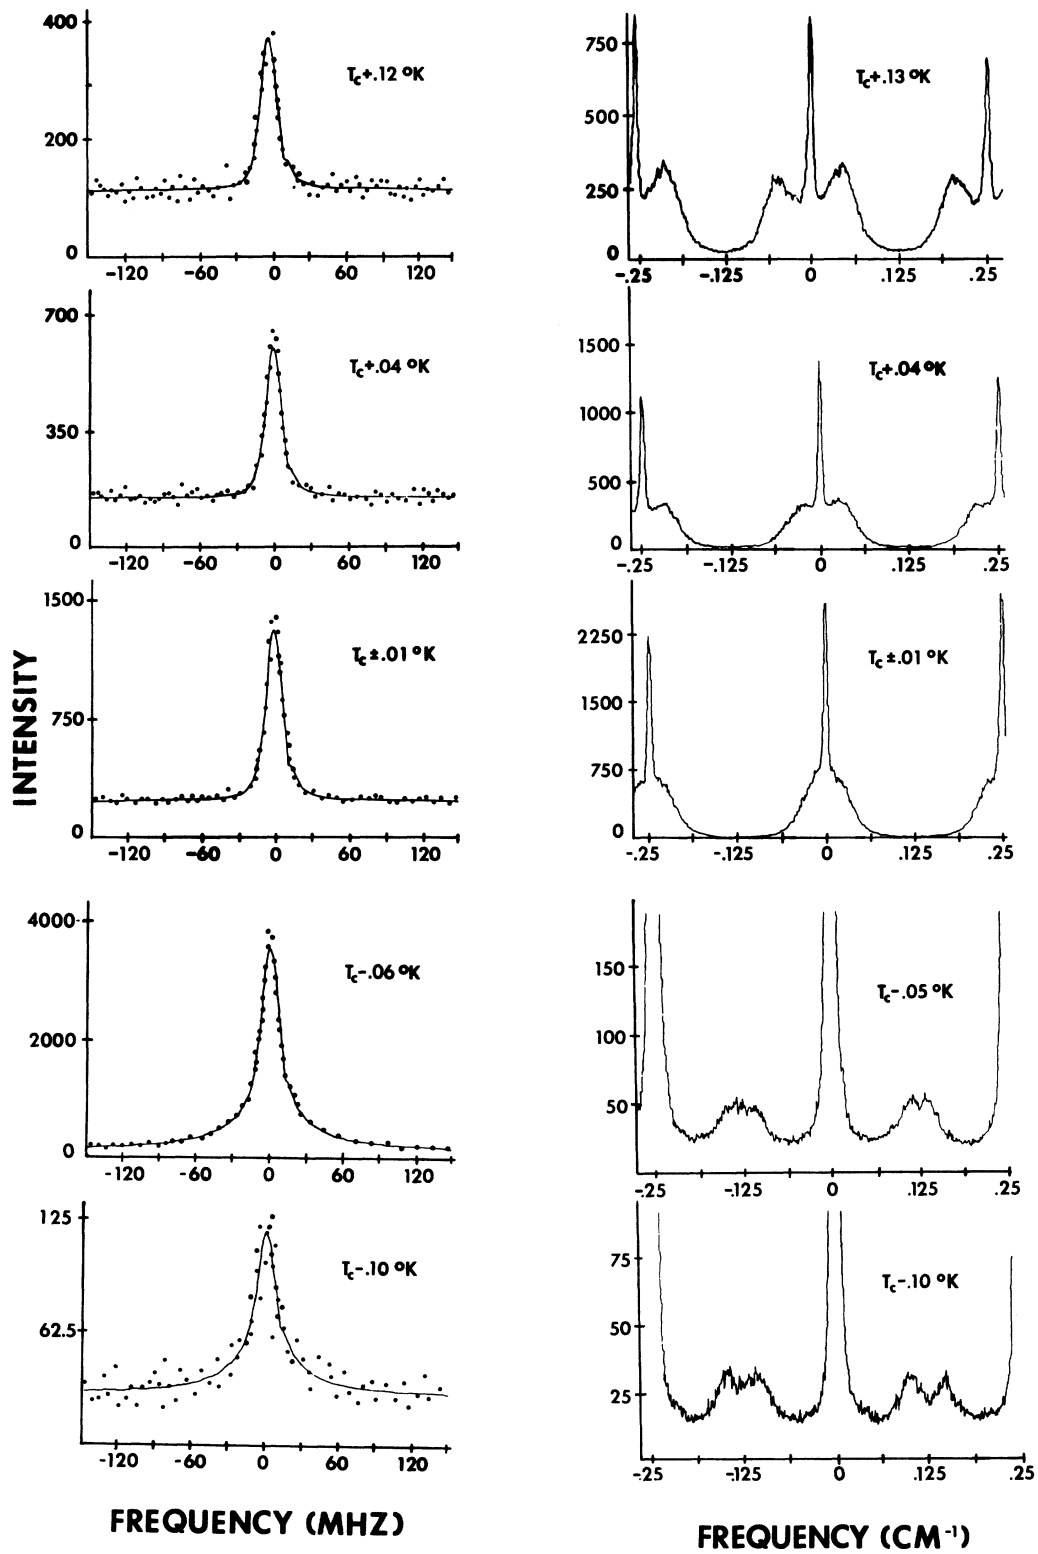 400
200
0
-120 -60 0 60 120
T_c+.12 °K
750
500
250
0
-.25 -.125 0 .125 .25
T_c+.13 °K
700
350
0
-120 -60 0 60 120
T_c+.04 °K
1500
1000
500
0
-.25 -.125 0 .125 .25
T_c+.04 °K
1500
750
0
-120 -60 0 60 120
T_c±.01 °K
2250
1500
750
0
-.25 -.125 0 .125 .25
T_c±.01 °K
INTENSITY
4000
2000
0
-120 -60 0 60 120
T_c-.06 °K
150
100
50
-.25 -.125 0 .125 .25
T_c-.05 °K
125
62.5
-120 -60 0 60 120
T_c-.10 °K
75
50
25
-.25 -.125 0 .125 .25
T_c-.10 °K
FREQUENCY (MHZ)
FREQUENCY (CM⁻¹)